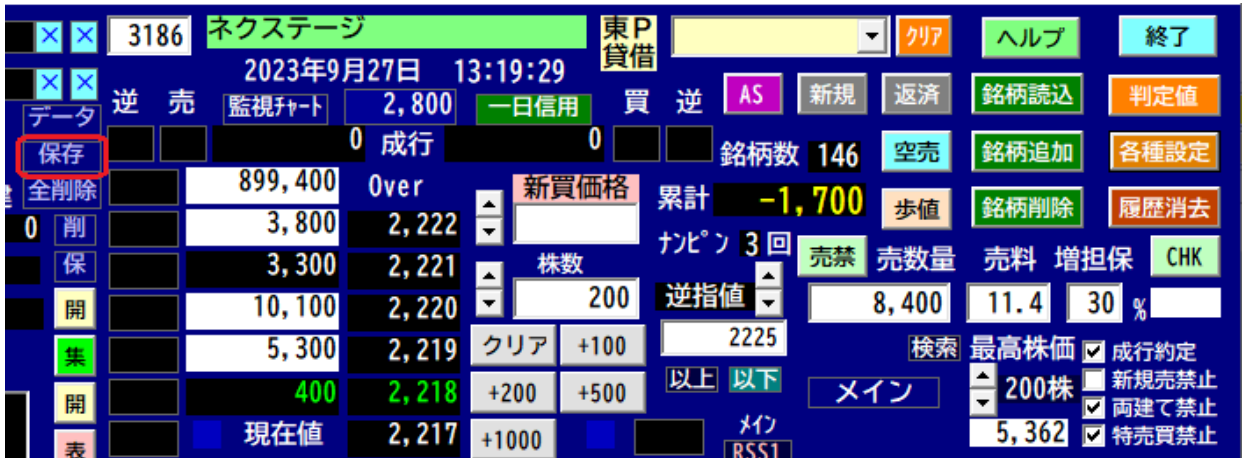 × × 3186 ネクステージ 東P クリア ヘルプ 終了
貸借
2023年9月27日 13:19:29
× ×
データ 逆 売 監視チャート 2,800 一日信用 買 逆 AS 新規 返済 銘柄読込 判定値
保存 0 成行 0 銘柄数 146 空売 銘柄追加 各種設定
全削除 899,400 Over 新買価格 累計 -1,700 歩値 銘柄削除 履歴消去
0 削 3,800 2,222 ナンピン 3 回 売禁 売数量 売料 増担保 CHK
保 3,300 2,221 株数
開 10,100 2,220 200 逆指値 8,400 11.4 30 %
集 5,300 2,219 クリア +100 2225 検索 最高株価 成行約定
開 400 2,218 +200 +500 以上 以下 メイン 200株 新規売禁止
両建て禁止
表 現在値 2,217 +1000 メイン 5,362 特売買禁止
RSS1